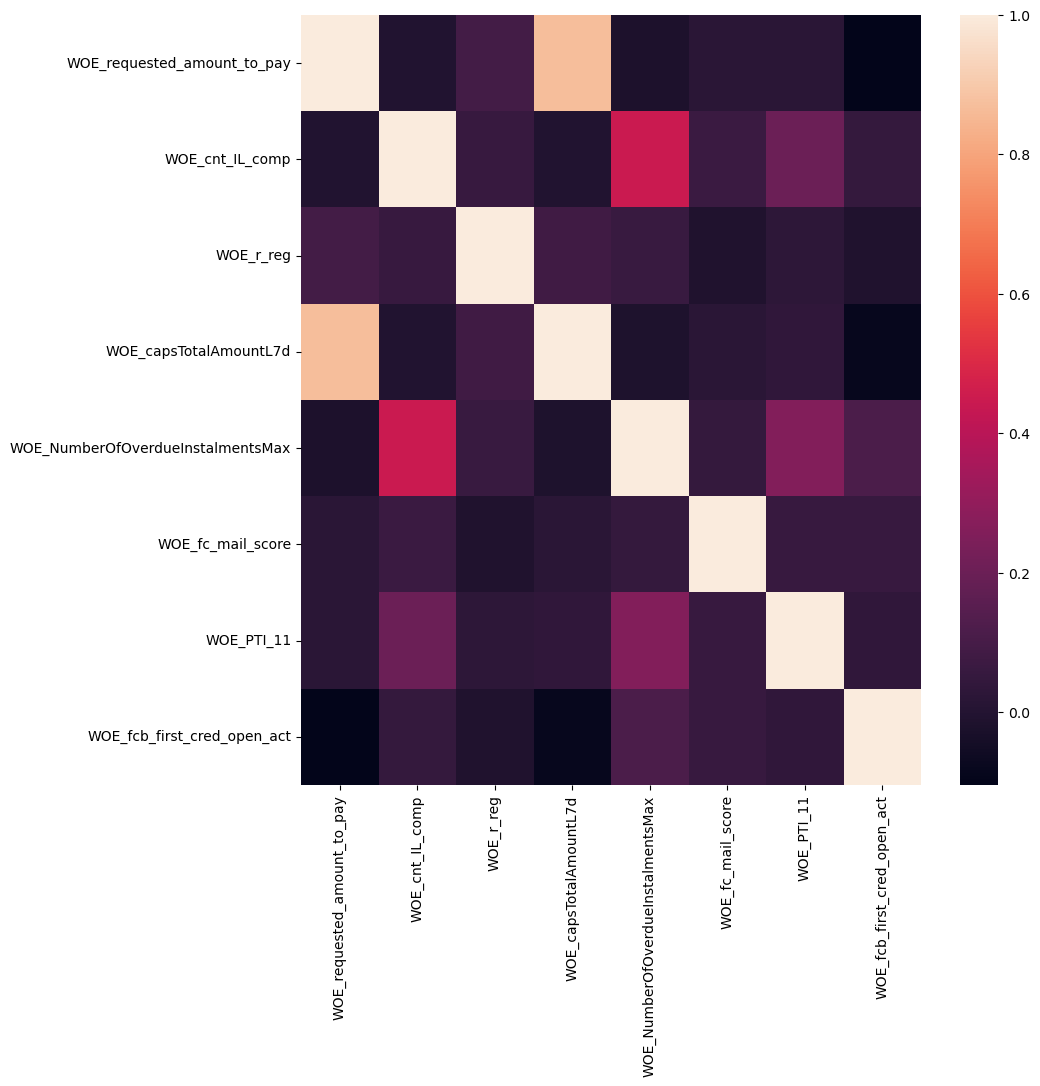 WOE_requested_amount_to_pay
WOE_cnt_IL_comp
WOE_r_reg
WOE_capsTotalAmountL7d
WOE_NumberOfOverdueInstalmentsMax
WOE_fc_mail_score
WOE_PTI_11
WOE_fcb_first_cred_open_act
WOE_requested_amount_to_pay
WOE_cnt_IL_comp
WOE_r_reg
WOE_capsTotalAmountL7d
WOE_NumberOfOverdueInstalmentsMax
WOE_fc_mail_score
WOE_PTI_11
WOE_fcb_first_cred_open_act
1.0
0.8
0.6
0.4
0.2
0.0